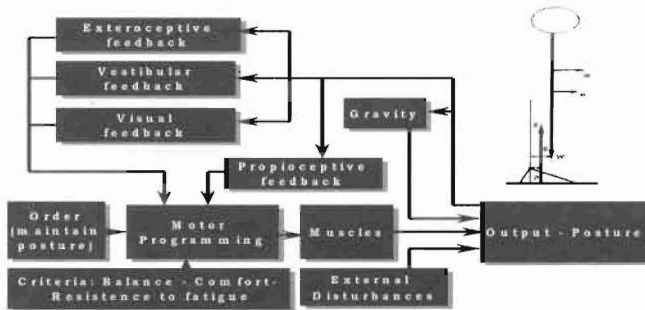 Exteroceptive
feedback
Vestibular
feedback
Visual
feedback
Gravity
Propioceptive
feedback
Order
(maintain
posture)
Motor
Programming
Muscles
Output - Posture
Criteria: Balance - Comfort-
Resistence to fatigue
External
Disturbances
W